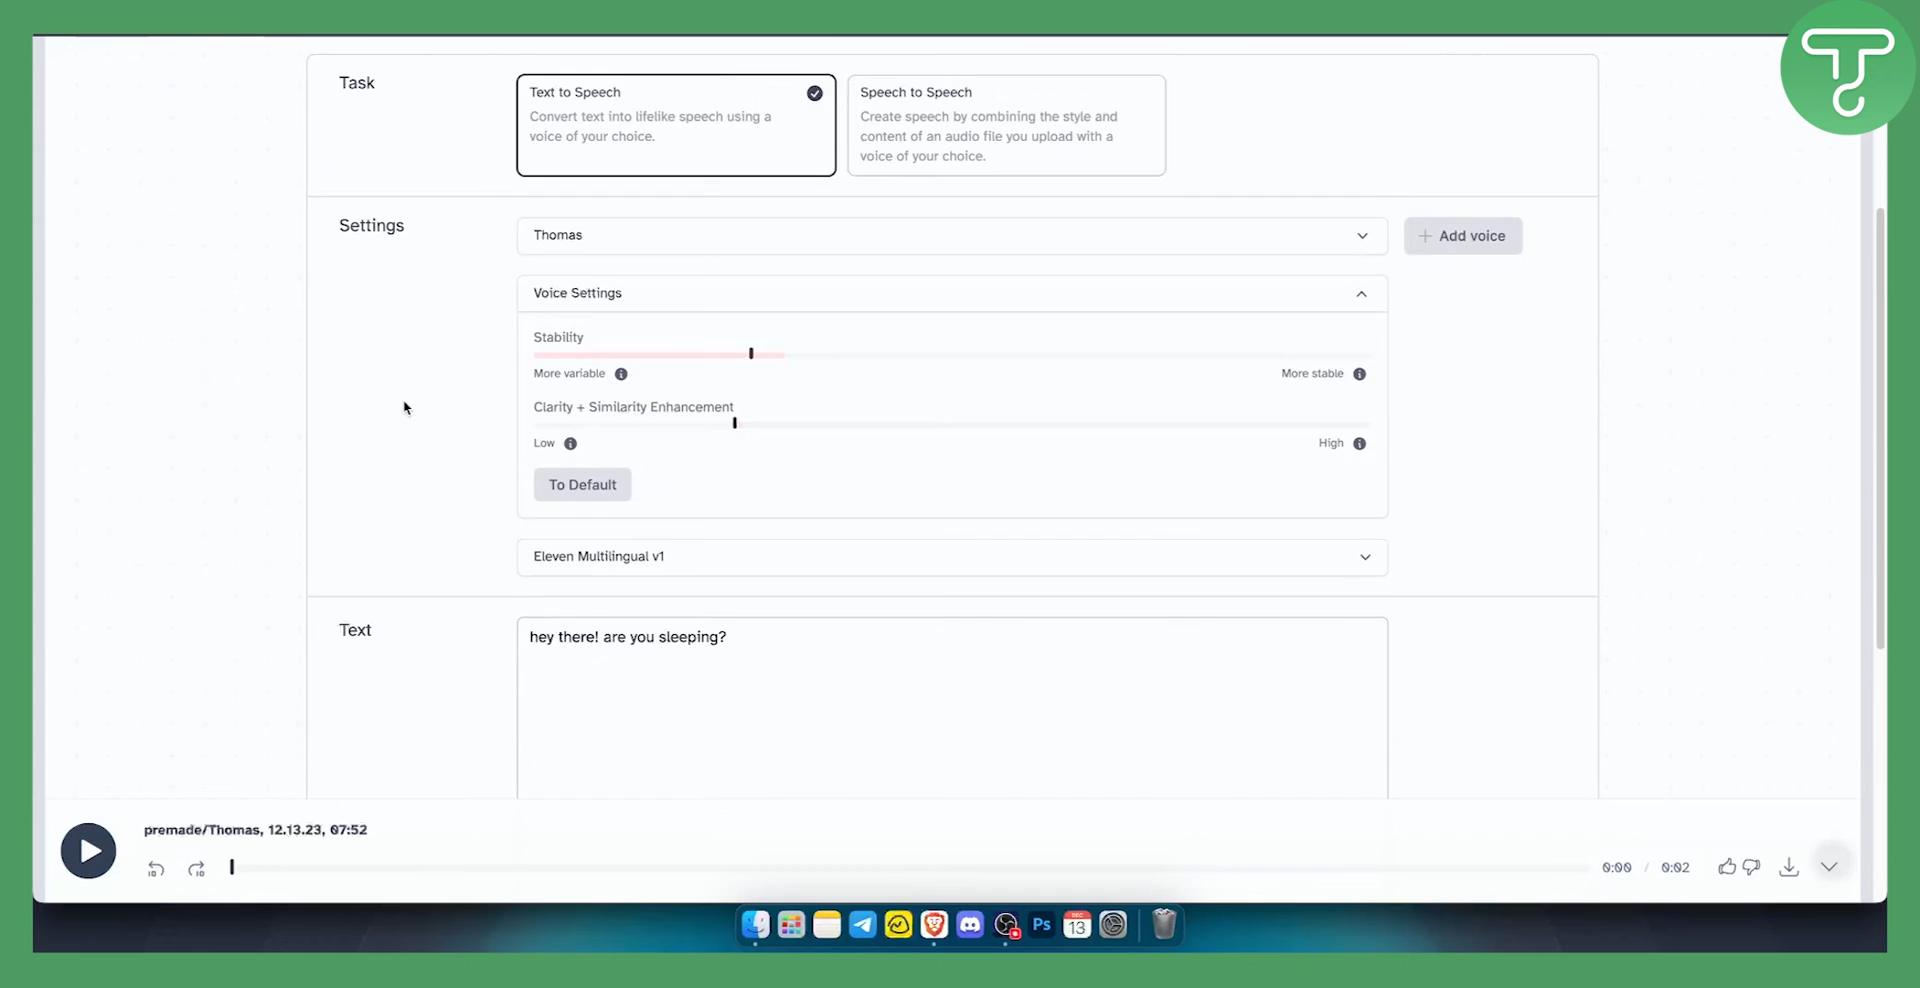 Task
Text to Speech
Convert text into lifelike speech using a
voice of your choice.
Speech to Speech
Create speech by combining the style and
content of an audio file you upload with a
voice of your choice.
Settings
Thomas
+ Add voice
Voice Settings
Stability
More variable
More stable
Clarity + Similarity Enhancement
Low
High
To Default
Eleven Multilingual v1
Text
hey there! are you sleeping?
premade/Thomas, 12.13.23, 07:52
10
10
0:00 / 0:02
Ps
DEC
13